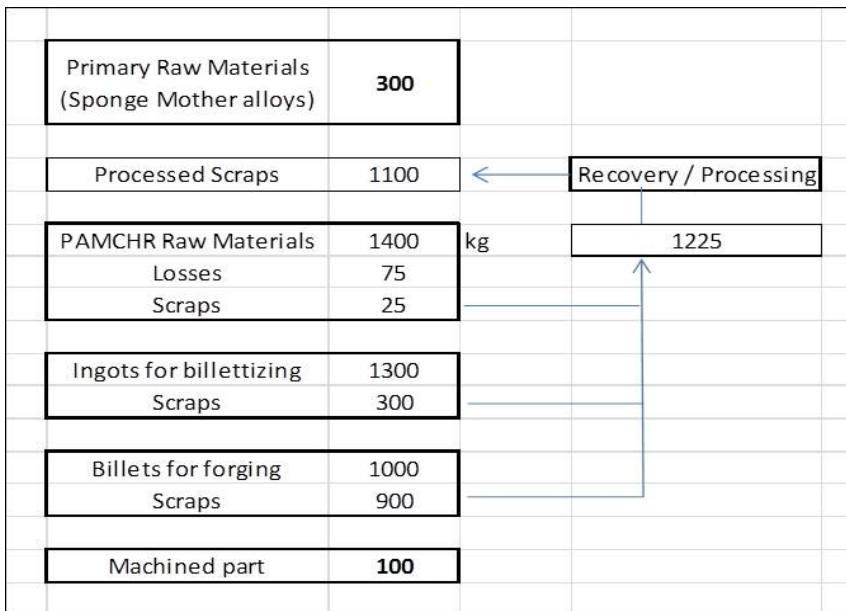 Primary Raw Materials
(Sponge Mother alloys) 300
Processed Scraps 1100 Recovery / Processing
PAMCHR Raw Materials 1400 kg 1225
Losses 75
Scraps 25
Ingots for billettizing 1300
Scraps 300
Billets for forging 1000
Scraps 900
Machined part 100